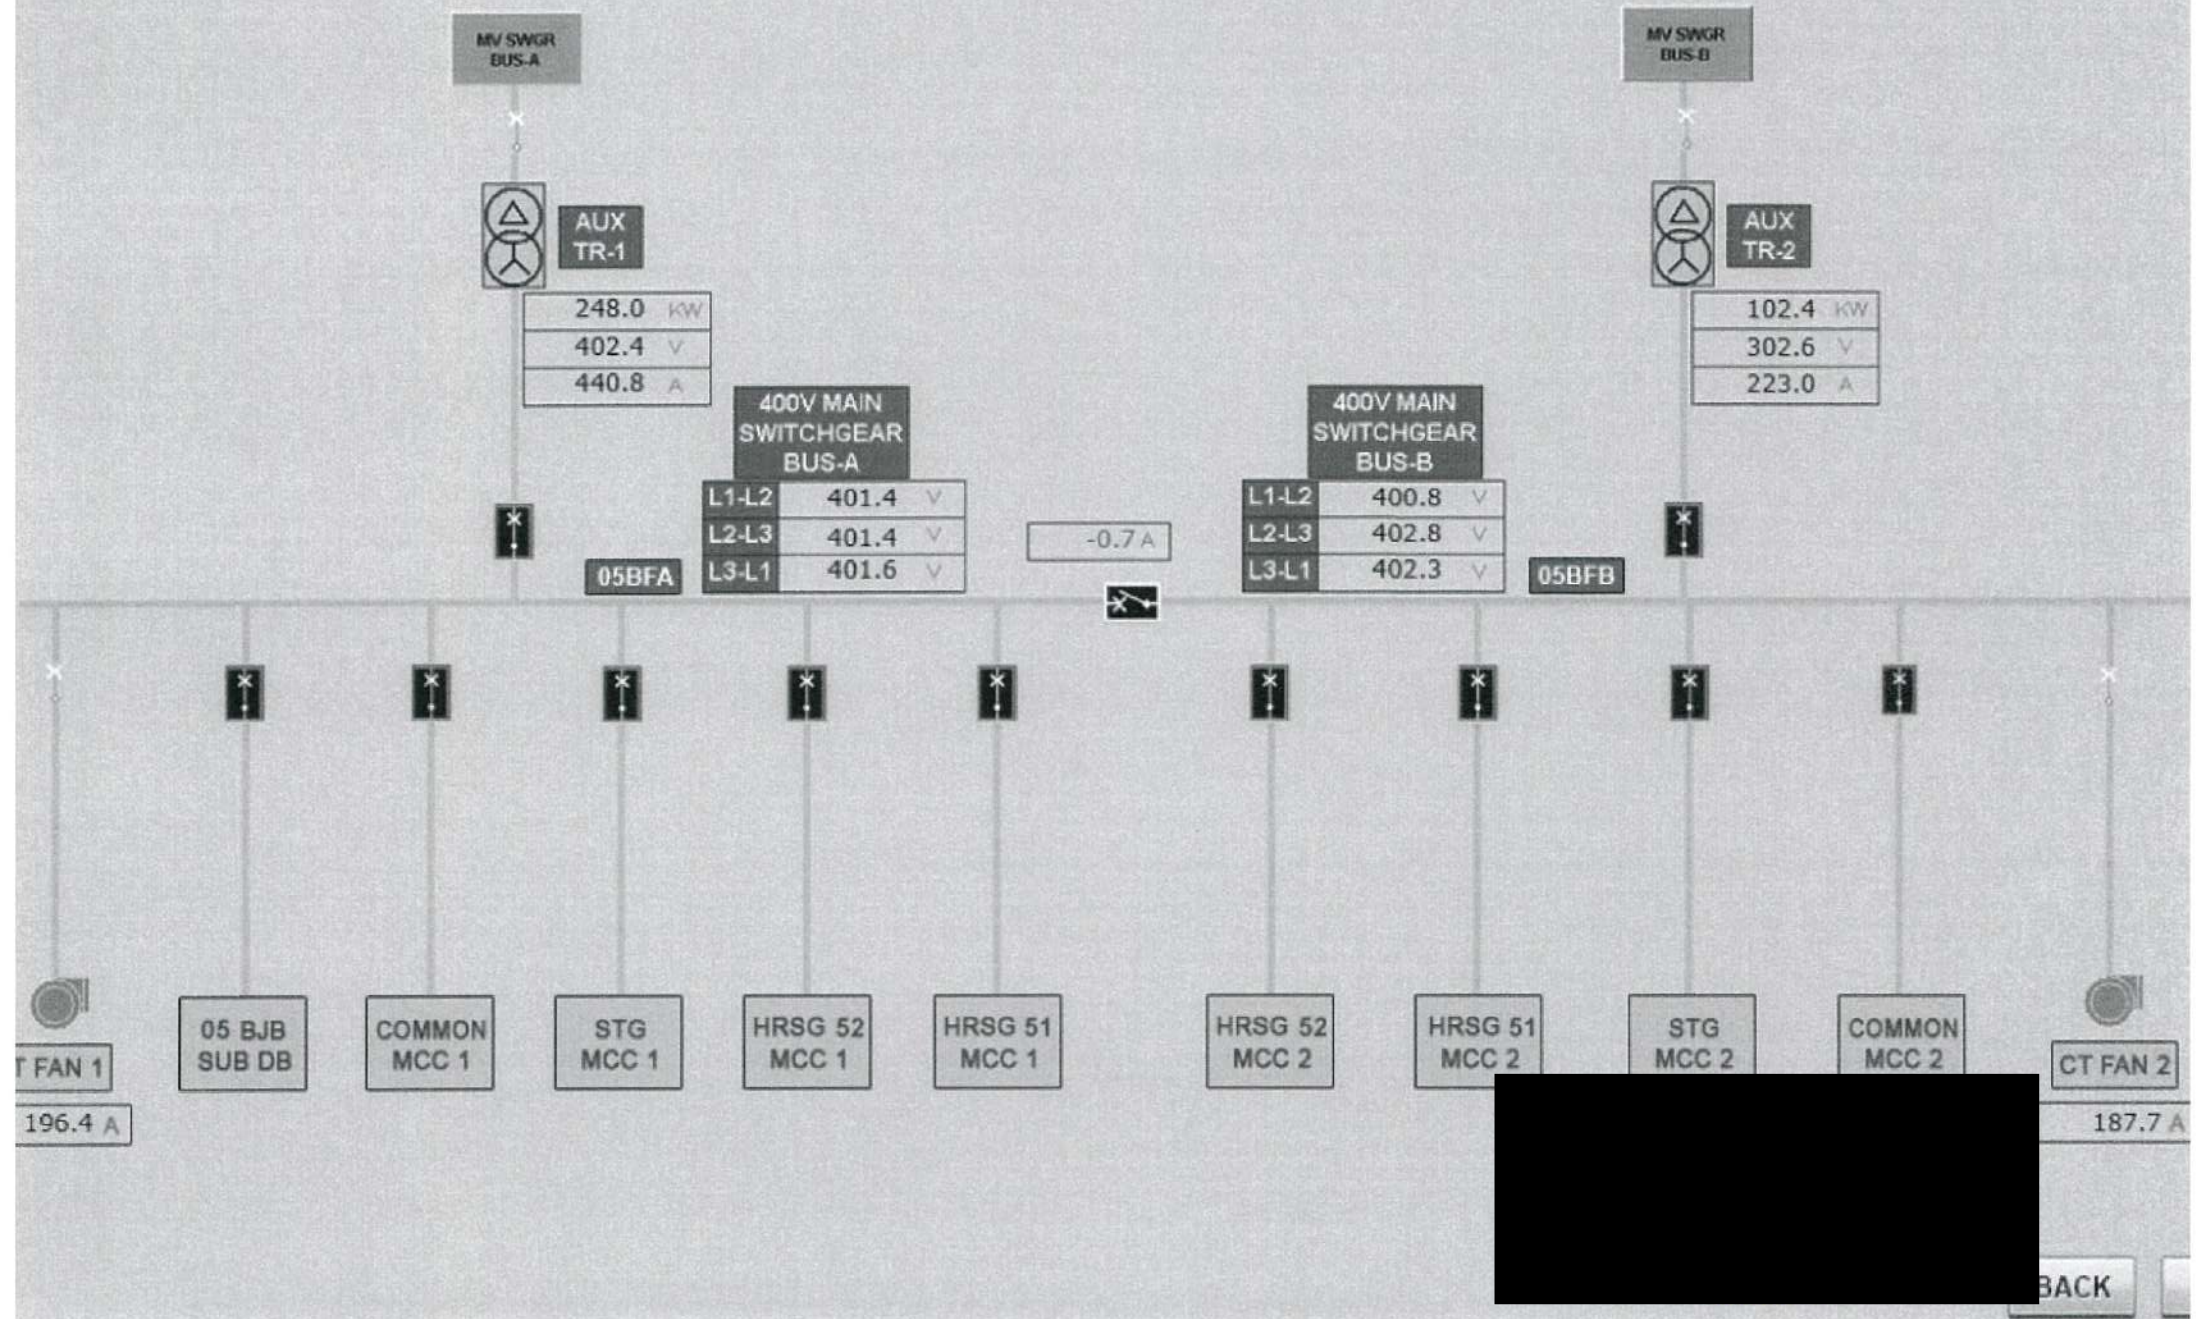 MV SWGR
BUS-A
MV SWGR
BUS-B
AUX
TR-1
AUX
TR-2
248.0 KW
402.4 V
440.8 A
102.4 KW
302.6 V
223.0 A
400V MAIN
SWITCHGEAR
BUS-A
400V MAIN
SWITCHGEAR
BUS-B
L1-L2 401.4 V
L2-L3 401.4 V
L3-L1 401.6 V
-0.7 A
L1-L2 400.8 V
L2-L3 402.8 V
L3-L1 402.3 V
05BFA
05BFB
T FAN 1
196.4 A
05 BJB
SUB DB
COMMON
MCC 1
STG
MCC 1
HRSG 52
MCC 1
HRSG 51
MCC 1
HRSG 52
MCC 2
HRSG 51
MCC 2
STG
MCC 2
COMMON
MCC 2
CT FAN 2
187.7 A
BACK